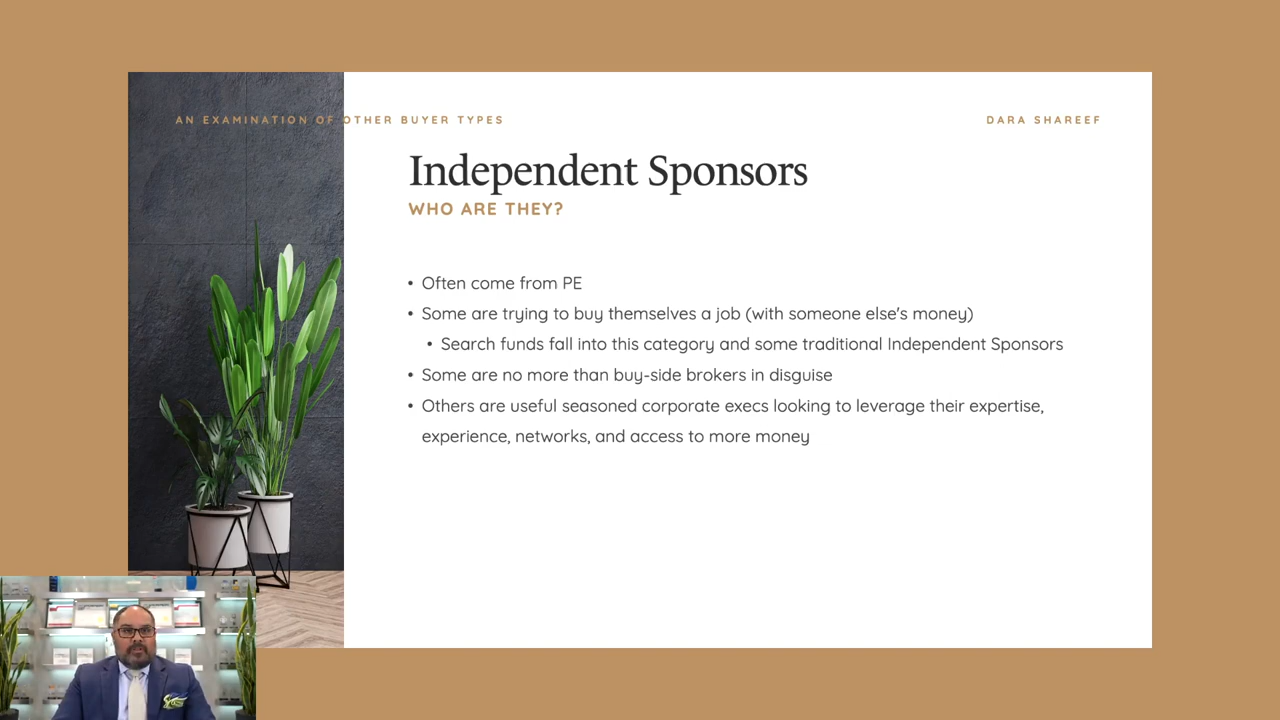 AN EXAMINATION OF OTHER BUYER TYPES
DARA SHAREEF
Independent Sponsors
WHO ARE THEY?
• Often come from PE
• Some are trying to buy themselves a job (with someone else's money)
• Search funds fall into this category and some traditional Independent Sponsors
• Some are no more than buy-side brokers in disguise
• Others are useful seasoned corporate execs looking to leverage their expertise,
experience, networks, and access to more money